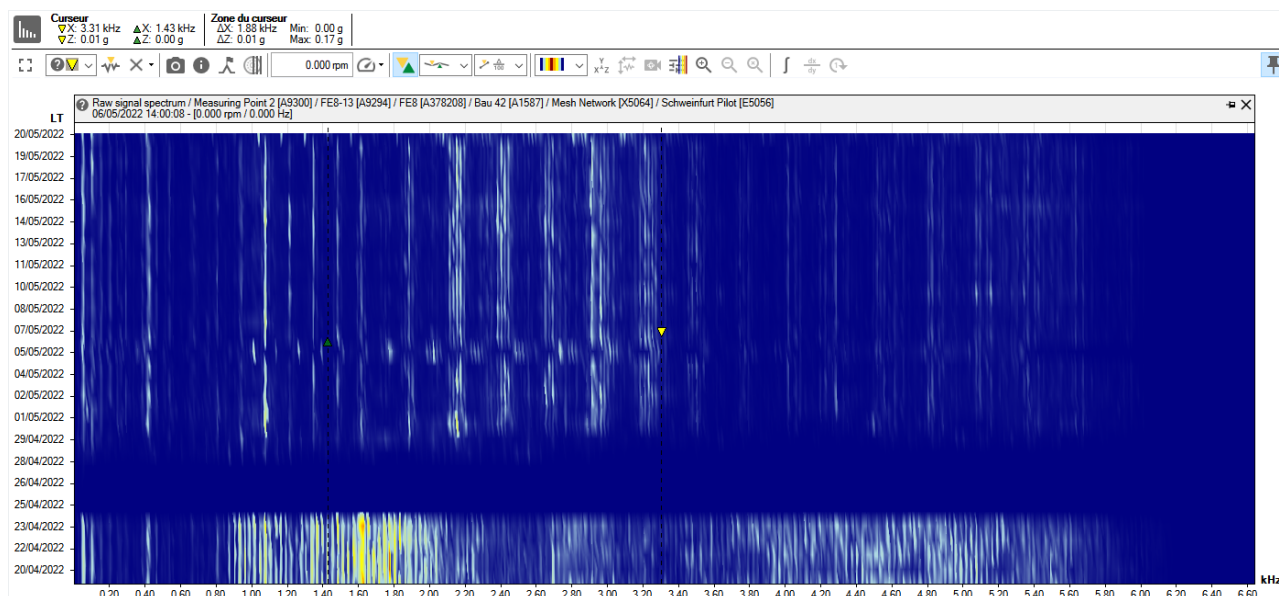 Curseur
X: 3.31 kHz X: 1.43 kHz
Z: 0.01 g Z: 0.00 g
Zone du curseur
ΔX: 1.88 kHz Min: 0.00 g
ΔZ: 0.01 g Max: 0.17 g
0.000 rpm
Raw signal spectrum / Measuring Point 2 [A9300] / FE8-13 [A9294] / FE8 [A378208] / Bau 42 [A1587] / Mesh Network [X5064] / Schweinfurt Pilot [E5056]
06/05/2022 14:00:08 - [0.000 rpm / 0.000 Hz]
LT
20/05/2022
19/05/2022
17/05/2022
16/05/2022
14/05/2022
13/05/2022
11/05/2022
10/05/2022
08/05/2022
07/05/2022
05/05/2022
04/05/2022
02/05/2022
01/05/2022
29/04/2022
28/04/2022
26/04/2022
25/04/2022
23/04/2022
22/04/2022
20/04/2022
0.20 0.40 0.60 0.80 1.00 1.20 1.40 1.60 1.80 2.00 2.20 2.40 2.60 2.80 3.00 3.20 3.40 3.60 3.80 4.00 4.20 4.40 4.60 4.80 5.00 5.20 5.40 5.60 5.80 6.00 6.20 6.40 6.60 kHz